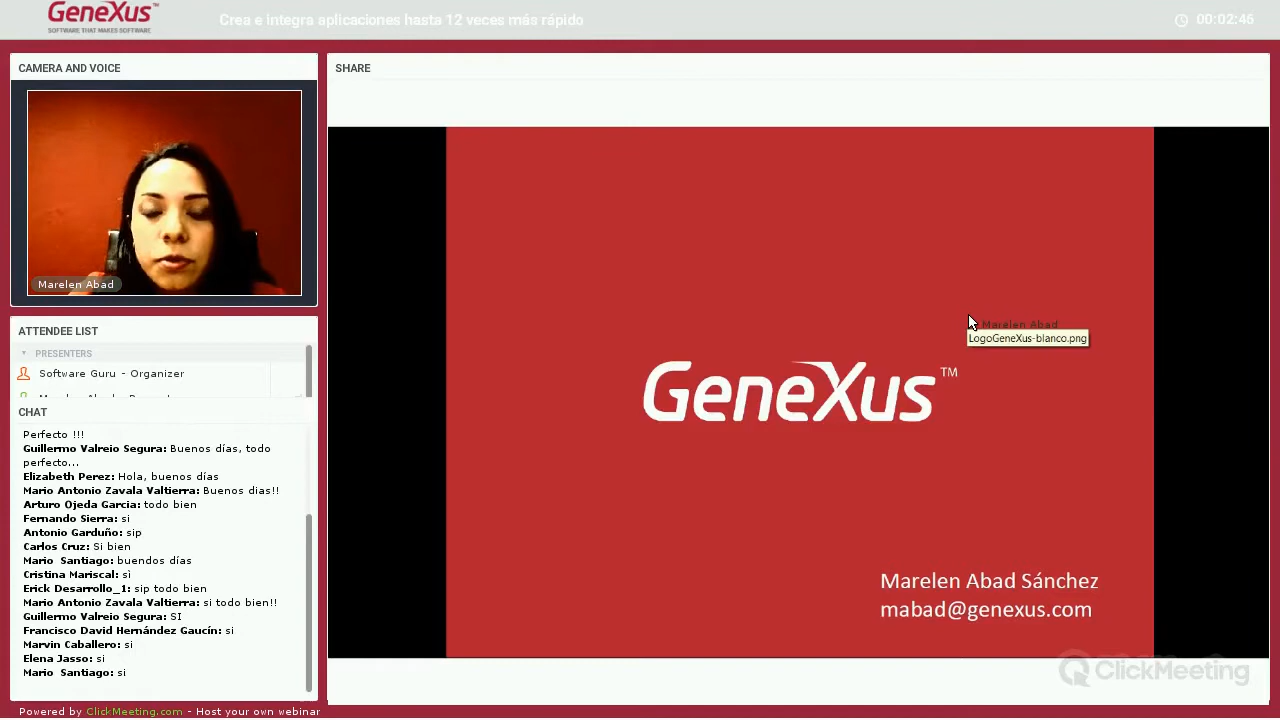 GeneXus™
SOFTWARE THAT MAKES SOFTWARE
Crea e integra aplicaciones hasta 12 veces más rápido
00:02:46
CAMERA AND VOICE
Marelen Abad
ATTENDEE LIST
PRESENTERS
Software Guru - Organizer
CHAT
Perfecto !!!
Guillermo Valreio Segura: Buenos días, todo
perfecto...
Elizabeth Perez: Hola, buenos días
Mario Antonio Zavala Valtierra: Buenos dias!!
Arturo Ojeda Garcia: todo bien
Fernando Sierra: si
Antonio Garduño: sip
Carlos Cruz: Si bien
Mario Santiago: buendos días
Cristina Mariscal: sì
Erick Desarrollo_1: sip todo bien
Mario Antonio Zavala Valtierra: si todo bien!!
Guillermo Valreio Segura: SI
Francisco David Hernández Gaucín: si
Marvin Caballero: si
Elena Jasso: si
Mario Santiago: si
Powered by ClickMeeting.com - Host your own webinar
SHARE
Marelen Abad
LogoGeneXus-blanco.png
GeneXus™
Marelen Abad Sánchez
mabad@genexus.com
ClickMeeting